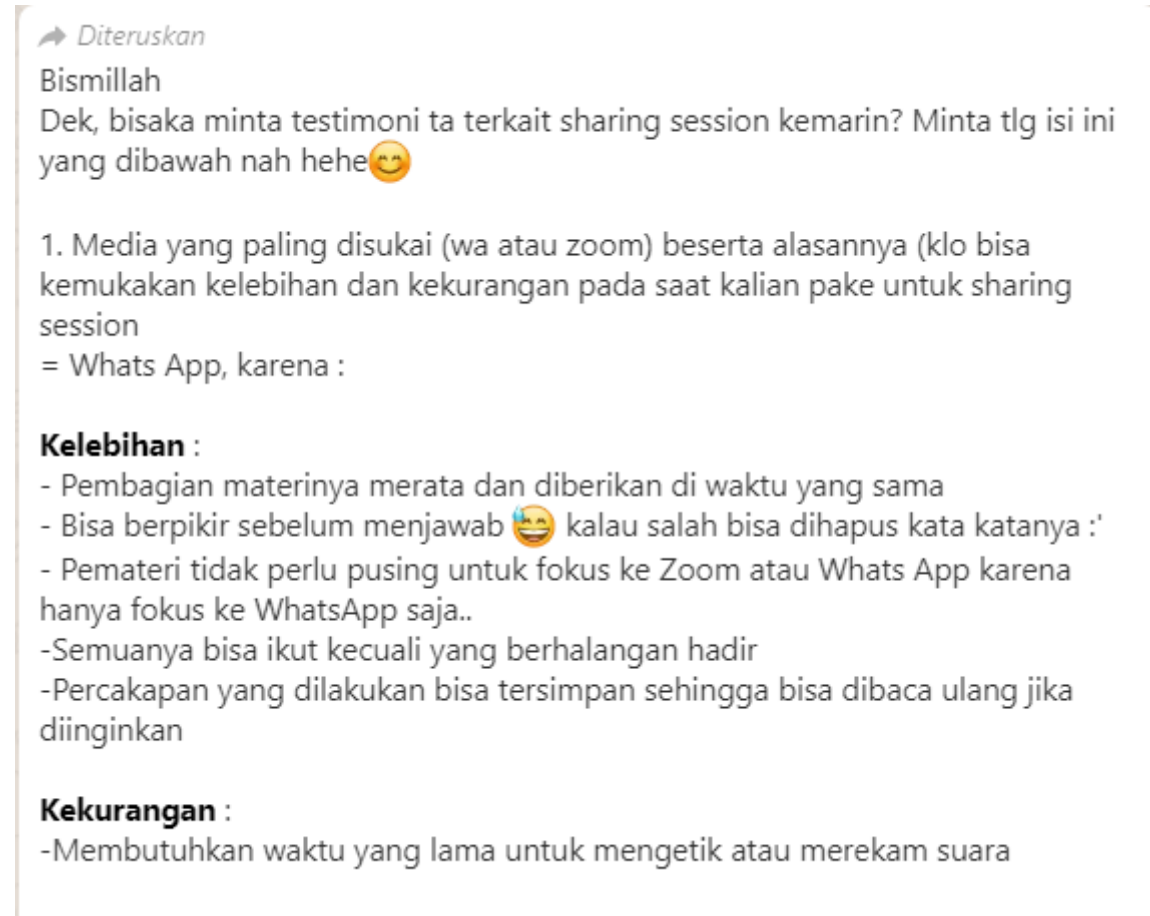 Diteruskan
Bismillah
Dek, bisaka minta testimoni ta terkait sharing session kemarin? Minta tlg isi ini
yang dibawah nah hehe😊
1. Media yang paling disukai (wa atau zoom) beserta alasannya (klo bisa
kemukakan kelebihan dan kekurangan pada saat kalian pake untuk sharing
session
= Whats App, karena :
Kelebihan :
- Pembagian materinya merata dan diberikan di waktu yang sama
- Bisa berpikir sebelum menjawab 😅 kalau salah bisa dihapus kata katanya :'
- Pemateri tidak perlu pusing untuk fokus ke Zoom atau Whats App karena
hanya fokus ke WhatsApp saja..
-Semuanya bisa ikut kecuali yang berhalangan hadir
-Percakapan yang dilakukan bisa tersimpan sehingga bisa dibaca ulang jika
diinginkan
Kekurangan :
-Membutuhkan waktu yang lama untuk mengetik atau merekam suara